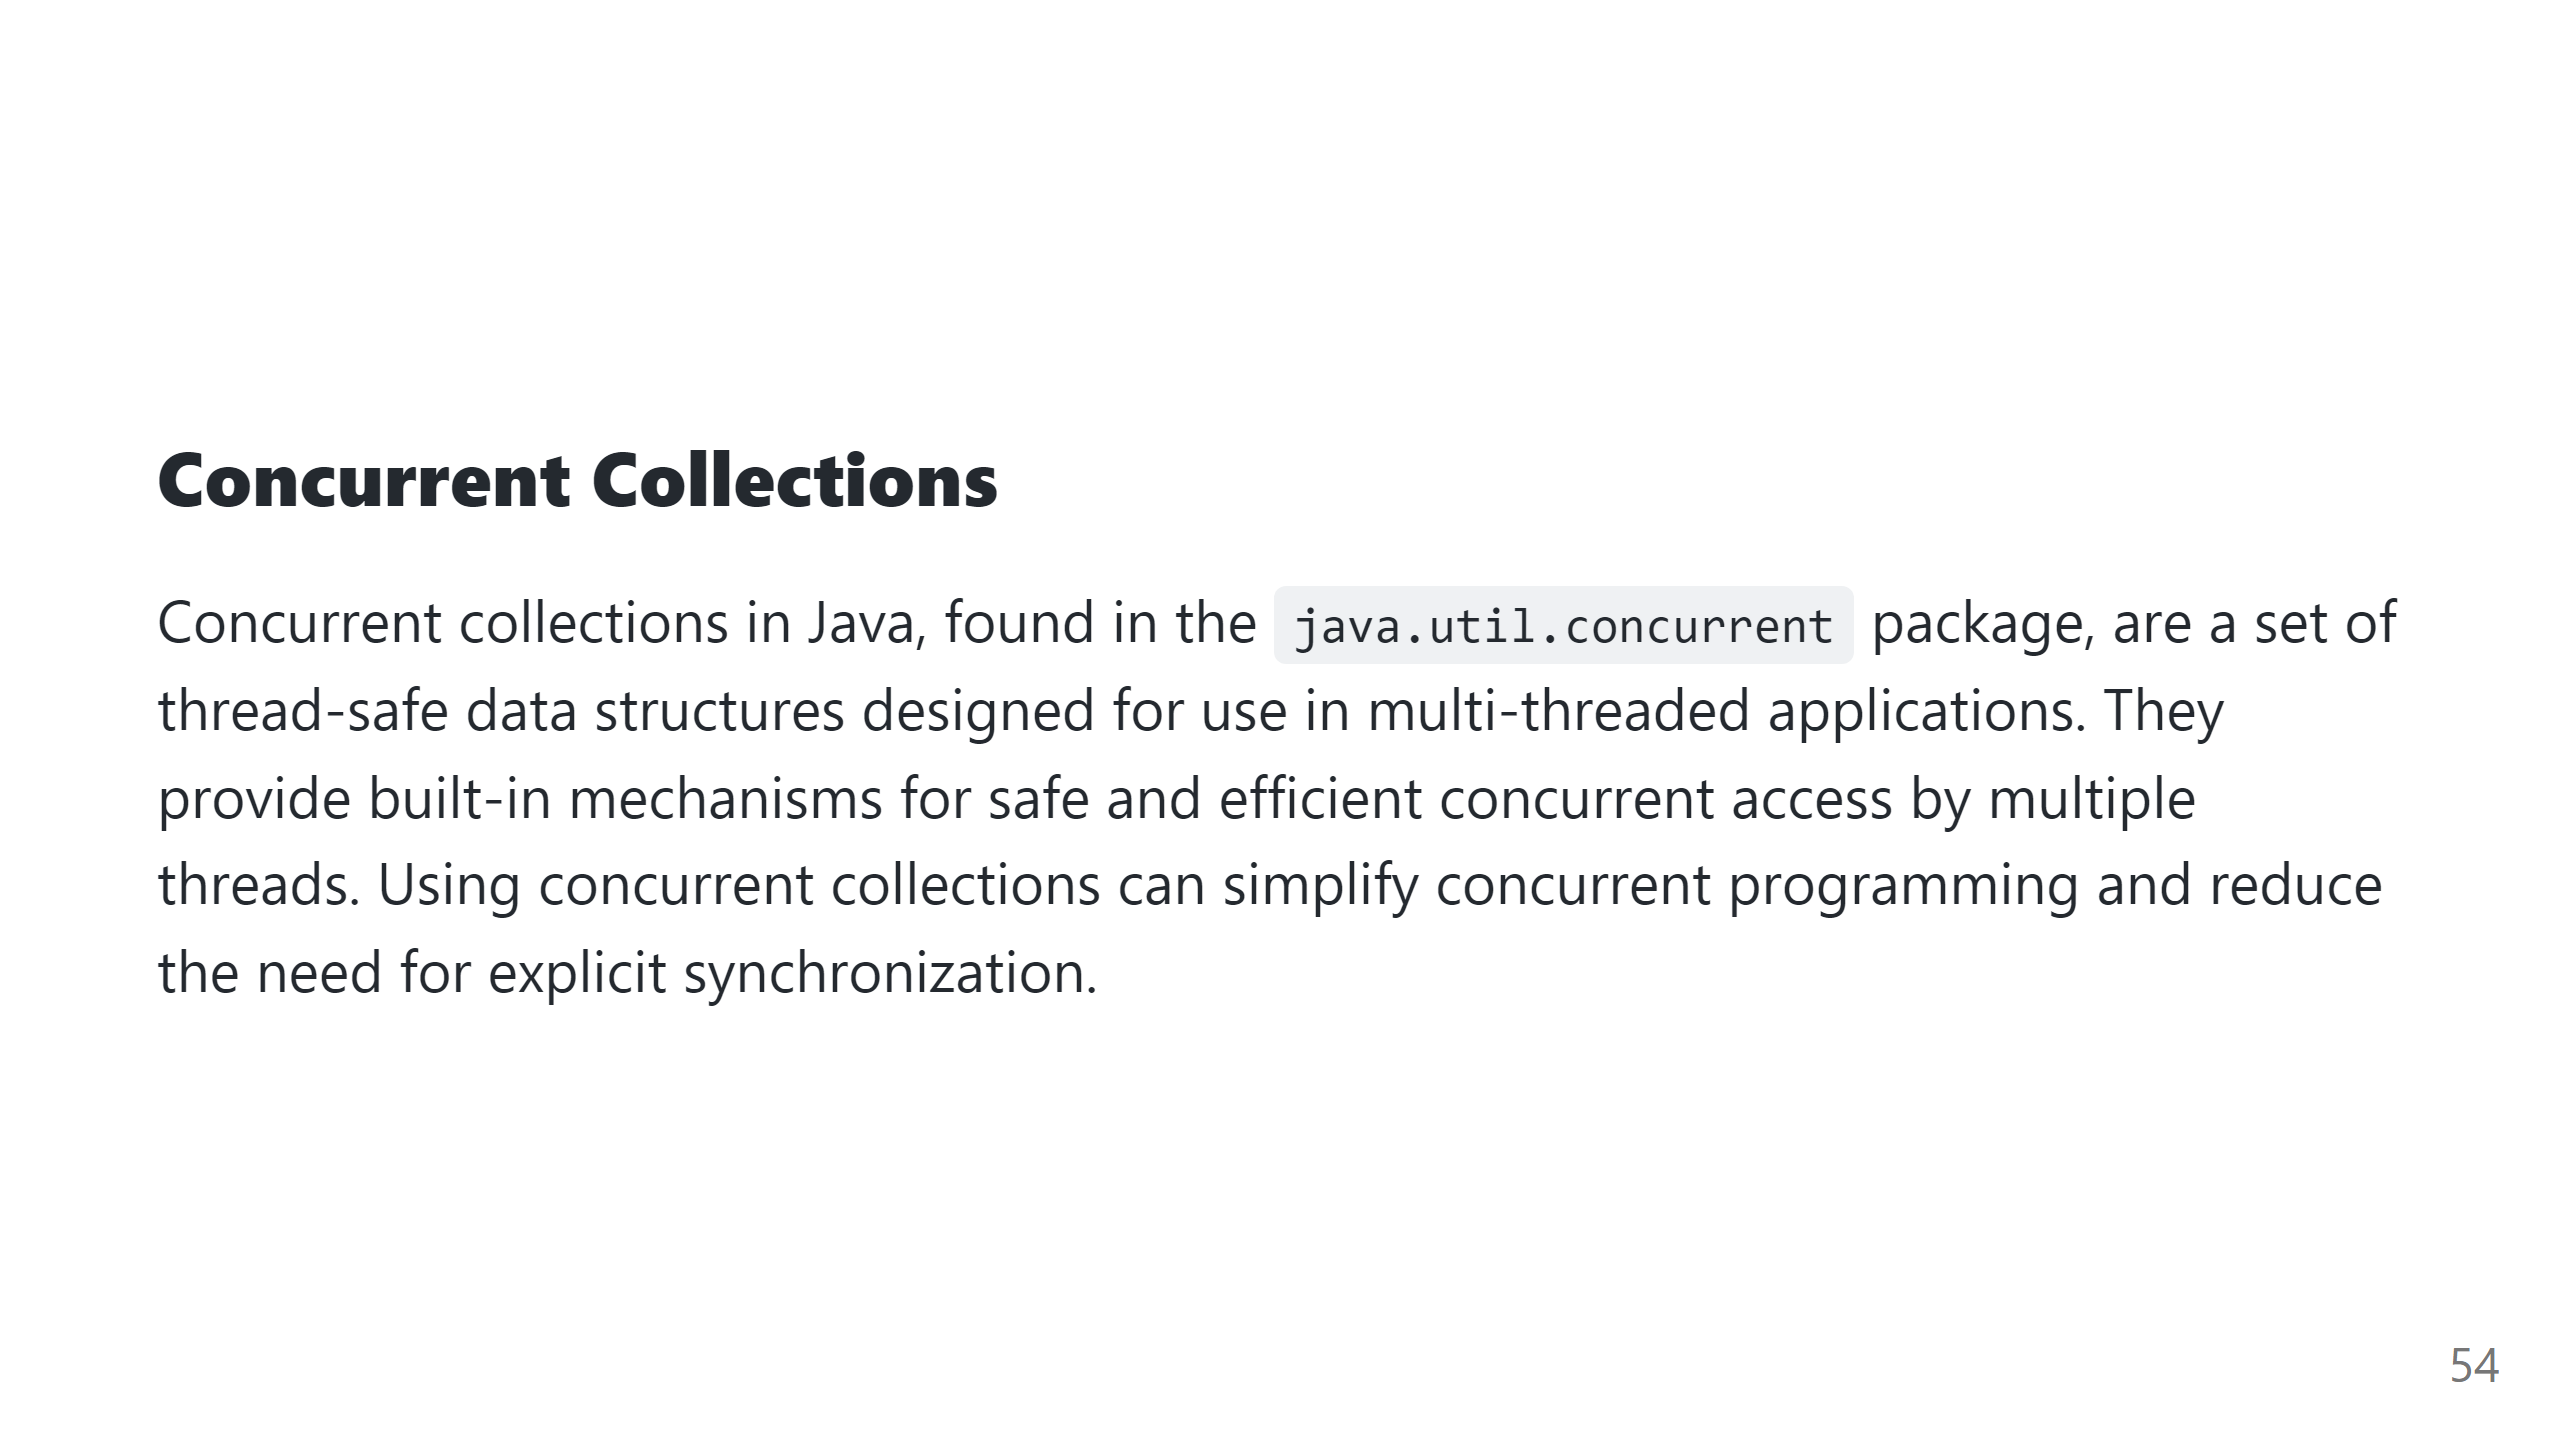 Concurrent Collections
Concurrent collections in Java, found in the java.util.concurrent package, are a set of
thread-safe data structures designed for use in multi-threaded applications. They
provide built-in mechanisms for safe and efficient concurrent access by multiple
threads. Using concurrent collections can simplify concurrent programming and reduce
the need for explicit synchronization.
54